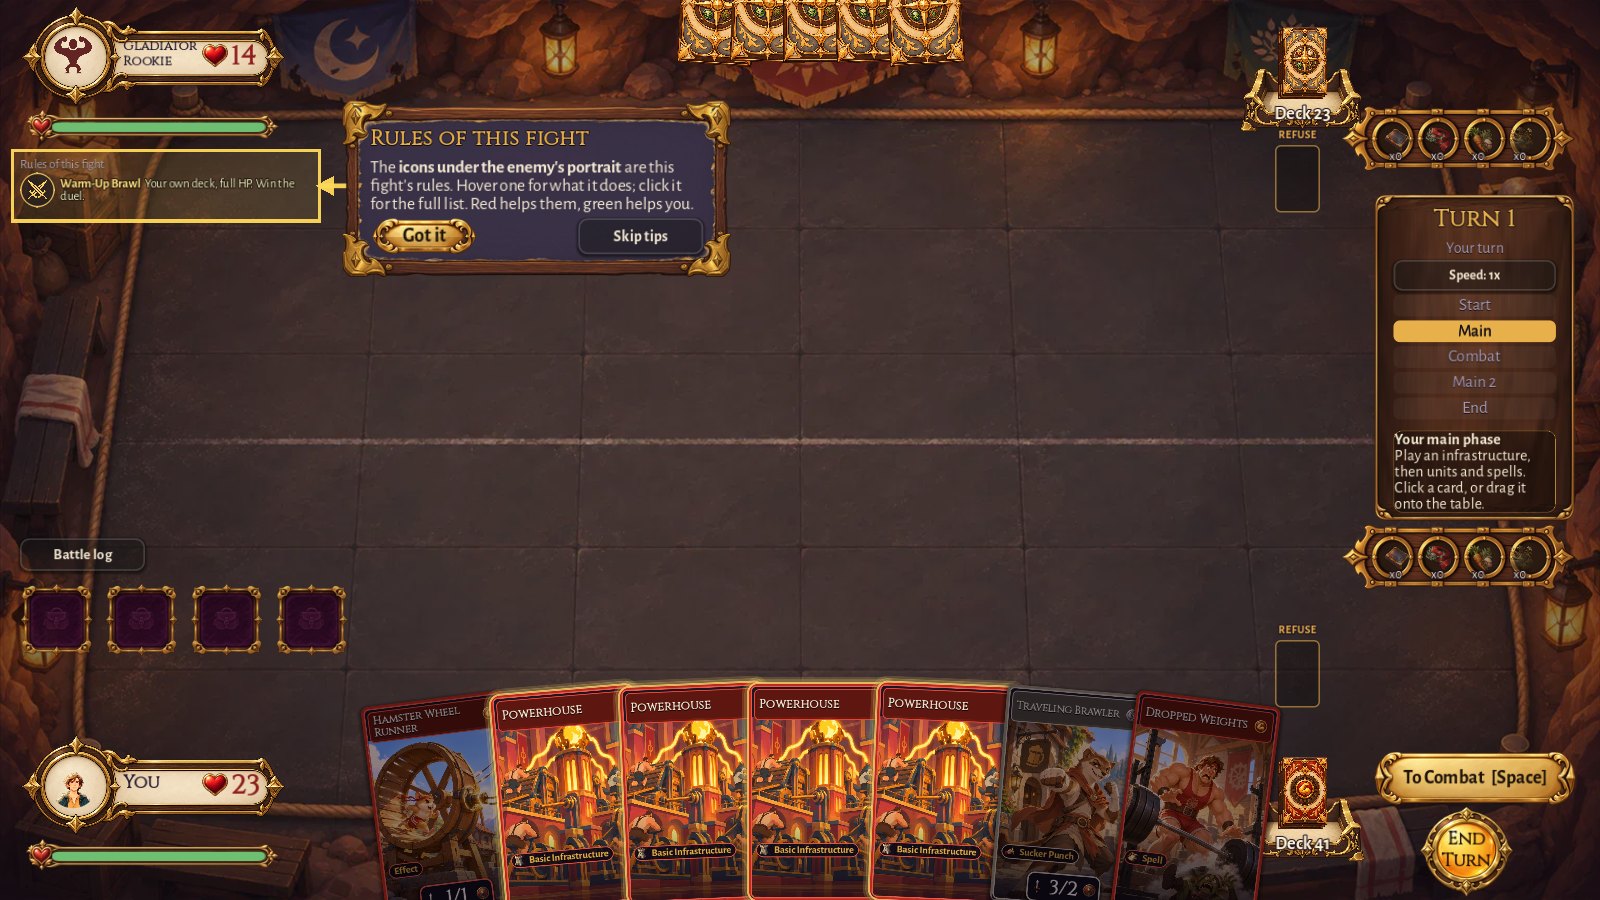 Gladiator
Rookie
14
Deck 23
REFUSE
x0 x0 x0 x0
Rules of this fight
Warm-Up Brawl Your own deck, full HP. Win the
duel.
Rules of this fight
The icons under the enemy's portrait are this
fight's rules. Hover one for what it does; click it
for the full list. Red helps them, green helps you.
Got it
Skip tips
Turn 1
Your turn
Speed: 1x
Start
Main
Combat
Main 2
End
Your main phase
Play an infrastructure,
then units and spells.
Click a card, or drag it
onto the table.
x0 x0 x0 x0
Battle log
REFUSE
You
23
Hamster Wheel
Runner
Effect
1/1
Powerhouse
Basic Infrastructure
Powerhouse
Basic Infrastructure
Powerhouse
Basic Infrastructure
Powerhouse
Basic Infrastructure
Traveling Brawler
Sucker Punch
3/2
Dropped Weights
Spell
Deck 41
To Combat [Space]
End
Turn